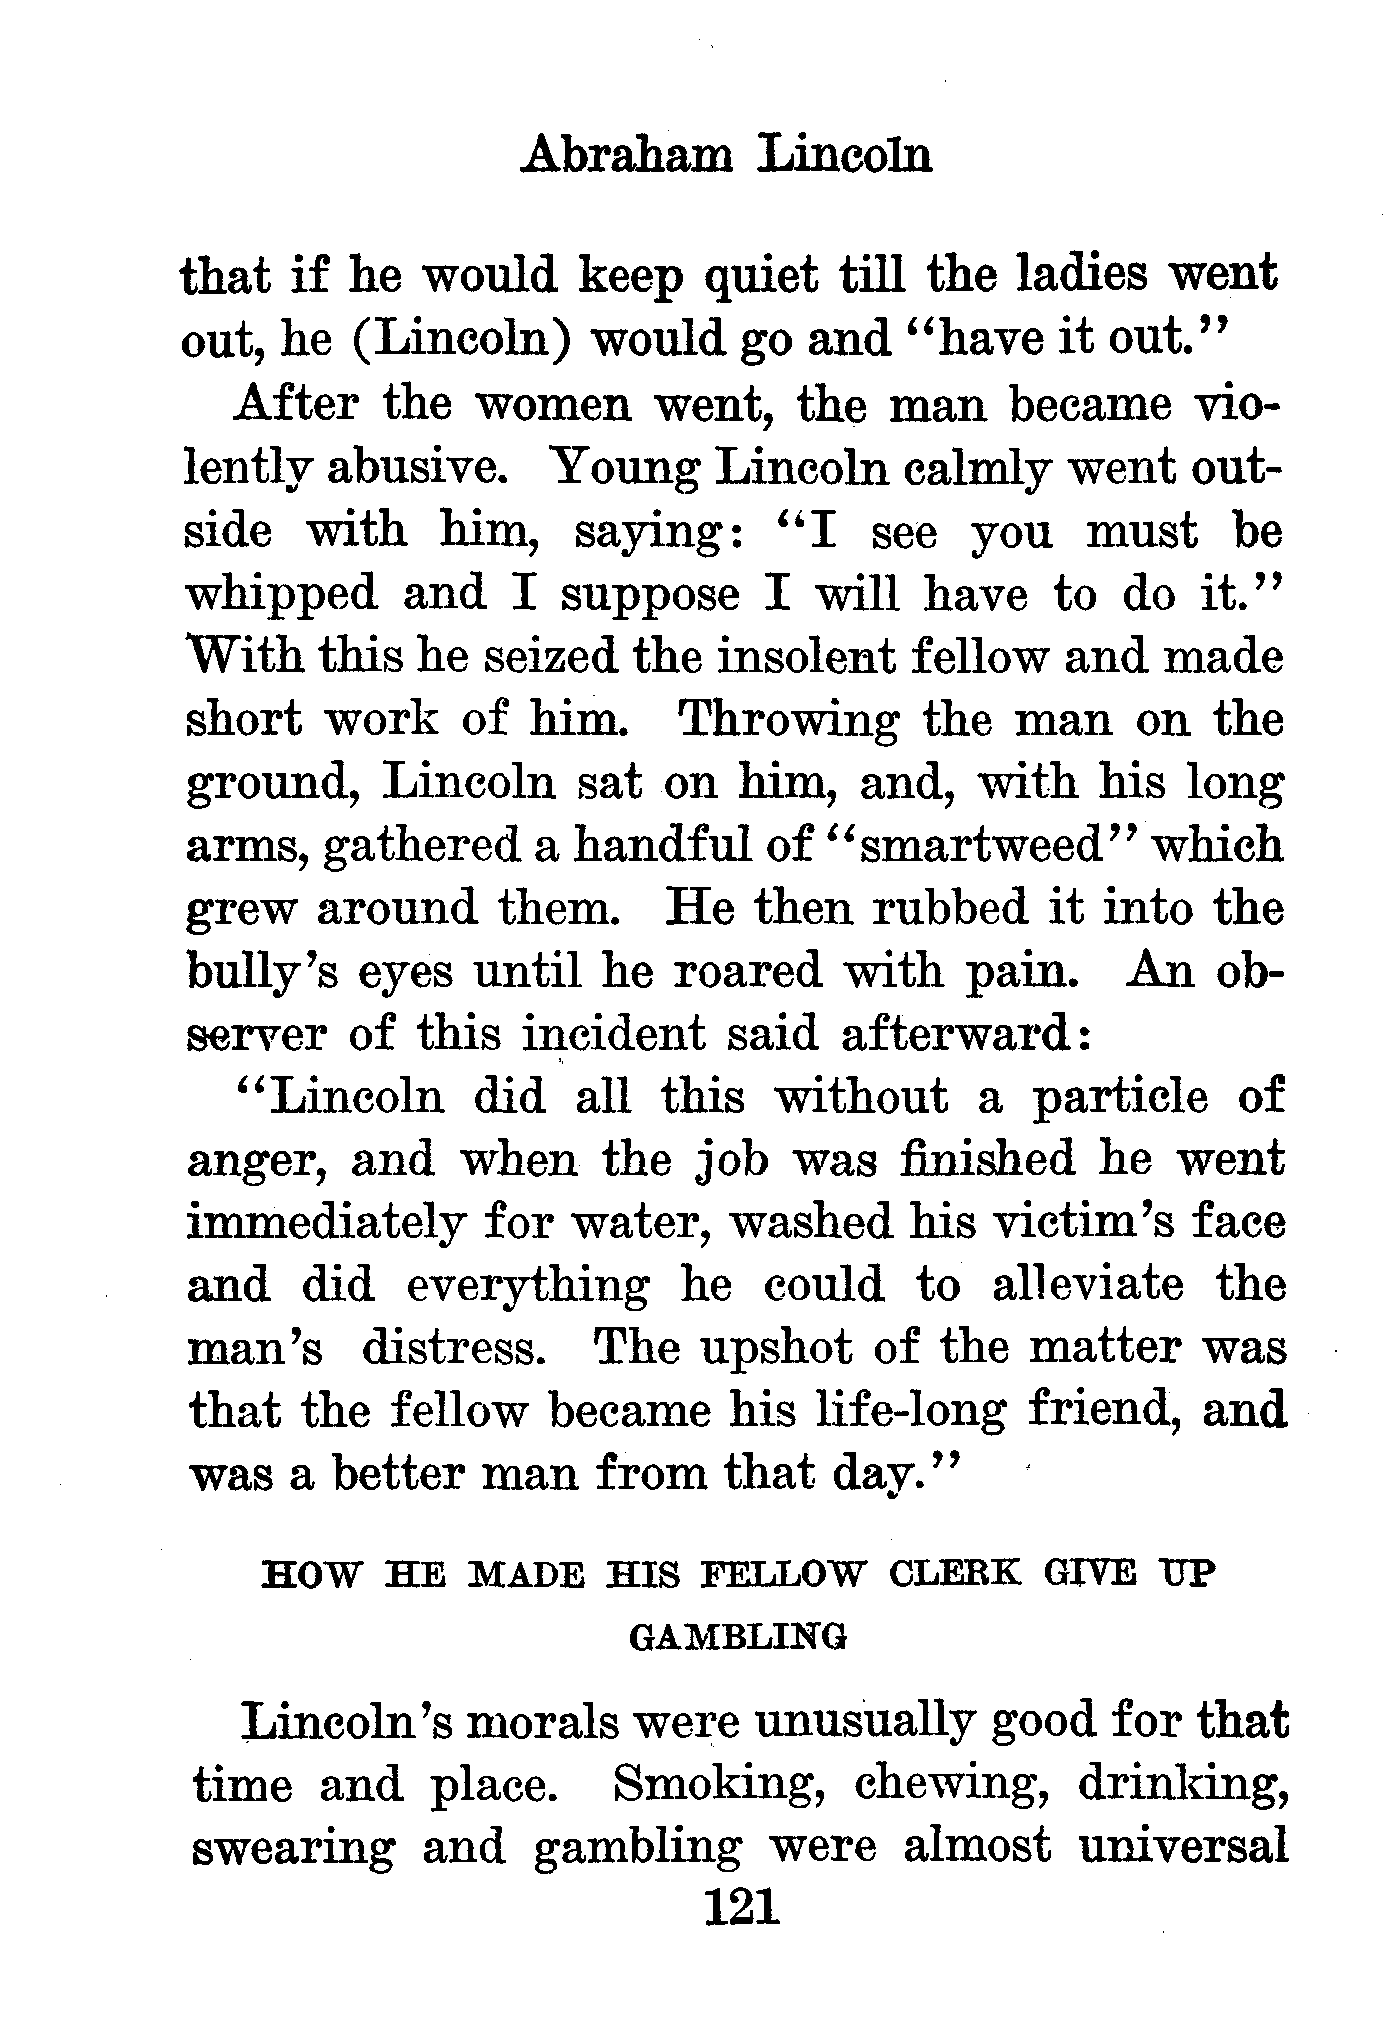 Abraham Lincoln
that if he would keep quiet till the ladies went
out, he (Lincoln) would go and "have it out."
After the women went, the man became vio-
lently abusive. Young Lincoln calmly went out-
side with him, saying: "I see you must be
whipped and I suppose I will have to do it."
With this he seized the insolent fellow and made
short work of him. Throwing the man on the
ground, Lincoln sat on him, and, with his long
arms, gathered a handful of "smartweed" which
grew around them. He then rubbed it into the
bully's eyes until he roared with pain. An ob-
server of this incident said afterward:
"Lincoln did all this without a particle of
anger, and when the job was finished he went
immediately for water, washed his victim's face
and did everything he could to alleviate the
man's distress. The upshot of the matter was
that the fellow became his life-long friend, and
was a better man from that day."
HOW HE MADE HIS FELLOW CLERK GIVE UP
GAMBLING
Lincoln's morals were unusually good for that
time and place. Smoking, chewing, drinking,
swearing and gambling were almost universal
121